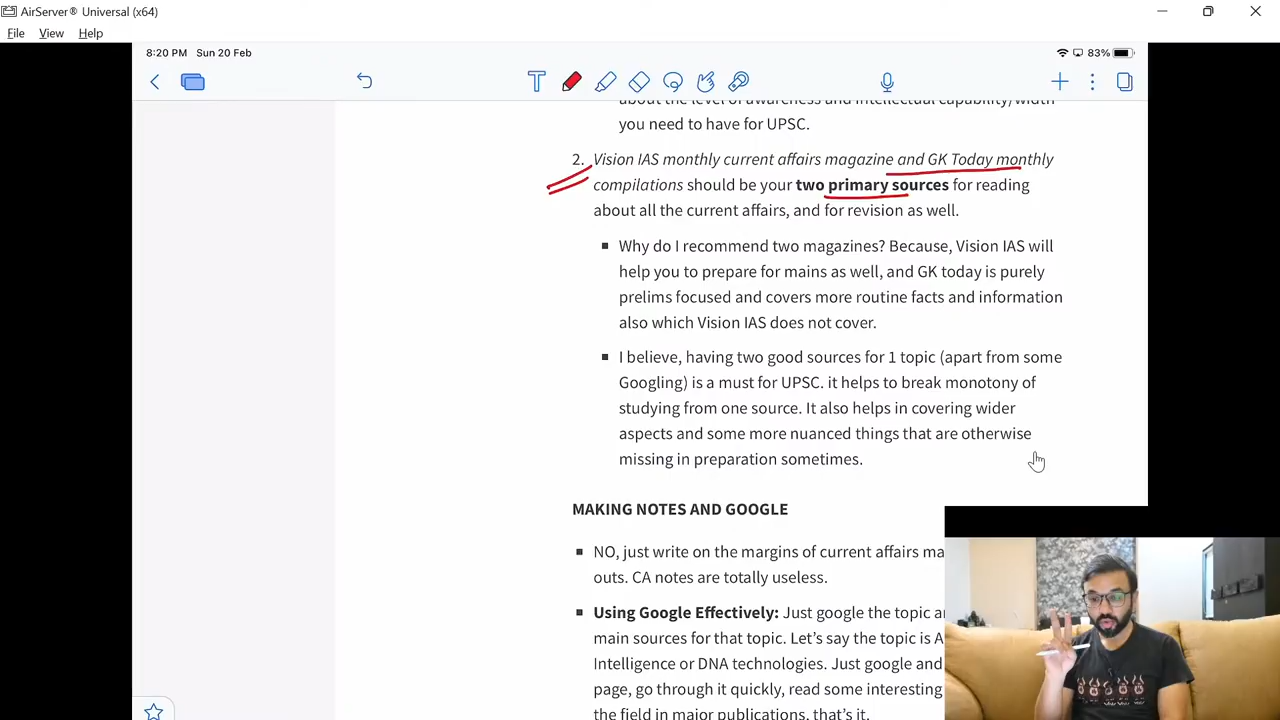 AirServer® Universal (x64)
File View Help
8:20 PM Sun 20 Feb
83%
about the level of awareness and intellectual capability/width
you need to have for UPSC.
2. Vision IAS monthly current affairs magazine and GK Today monthly
compilations should be your two primary sources for reading
about all the current affairs, and for revision as well.
▪ Why do I recommend two magazines? Because, Vision IAS will
help you to prepare for mains as well, and GK today is purely
prelims focused and covers more routine facts and information
also which Vision IAS does not cover.
▪ I believe, having two good sources for 1 topic (apart from some
Googling) is a must for UPSC. it helps to break monotony of
studying from one source. It also helps in covering wider
aspects and some more nuanced things that are otherwise
missing in preparation sometimes.
MAKING NOTES AND GOOGLE
▪ NO, just write on the margins of current affairs ma
outs. CA notes are totally useless.
▪ Using Google Effectively: Just google the topic a
main sources for that topic. Let's say the topic is A
Intelligence or DNA technologies. Just google and
page, go through it quickly, read some interesting
the field in major publications, that's it.